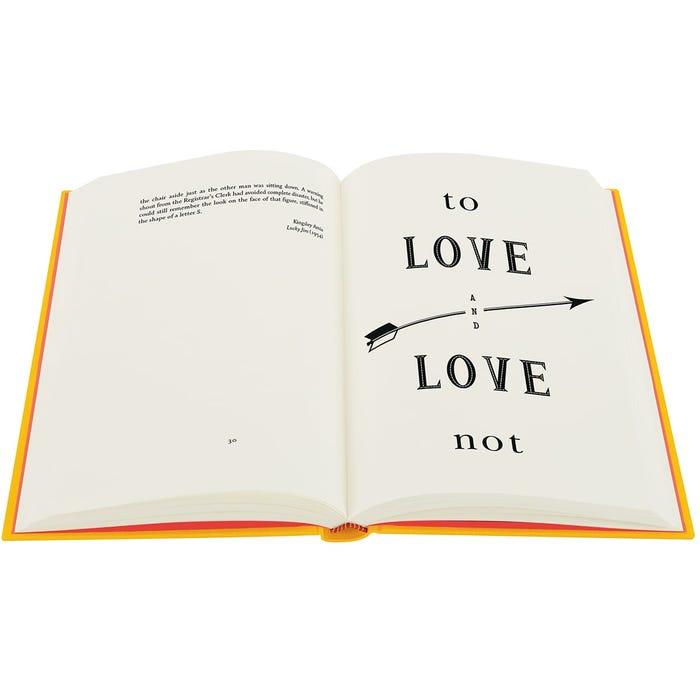 the chair aside just as the other man was sitting down. A warning
shout from the Registrar's Clerk had avoided complete disaster, but he
could still remember the look on the face of that figure, stiffened in
the shape of a letter S.
Kingsley Amis
Lucky Jim (1954)
30
to
LOVE
AND
LOVE
not